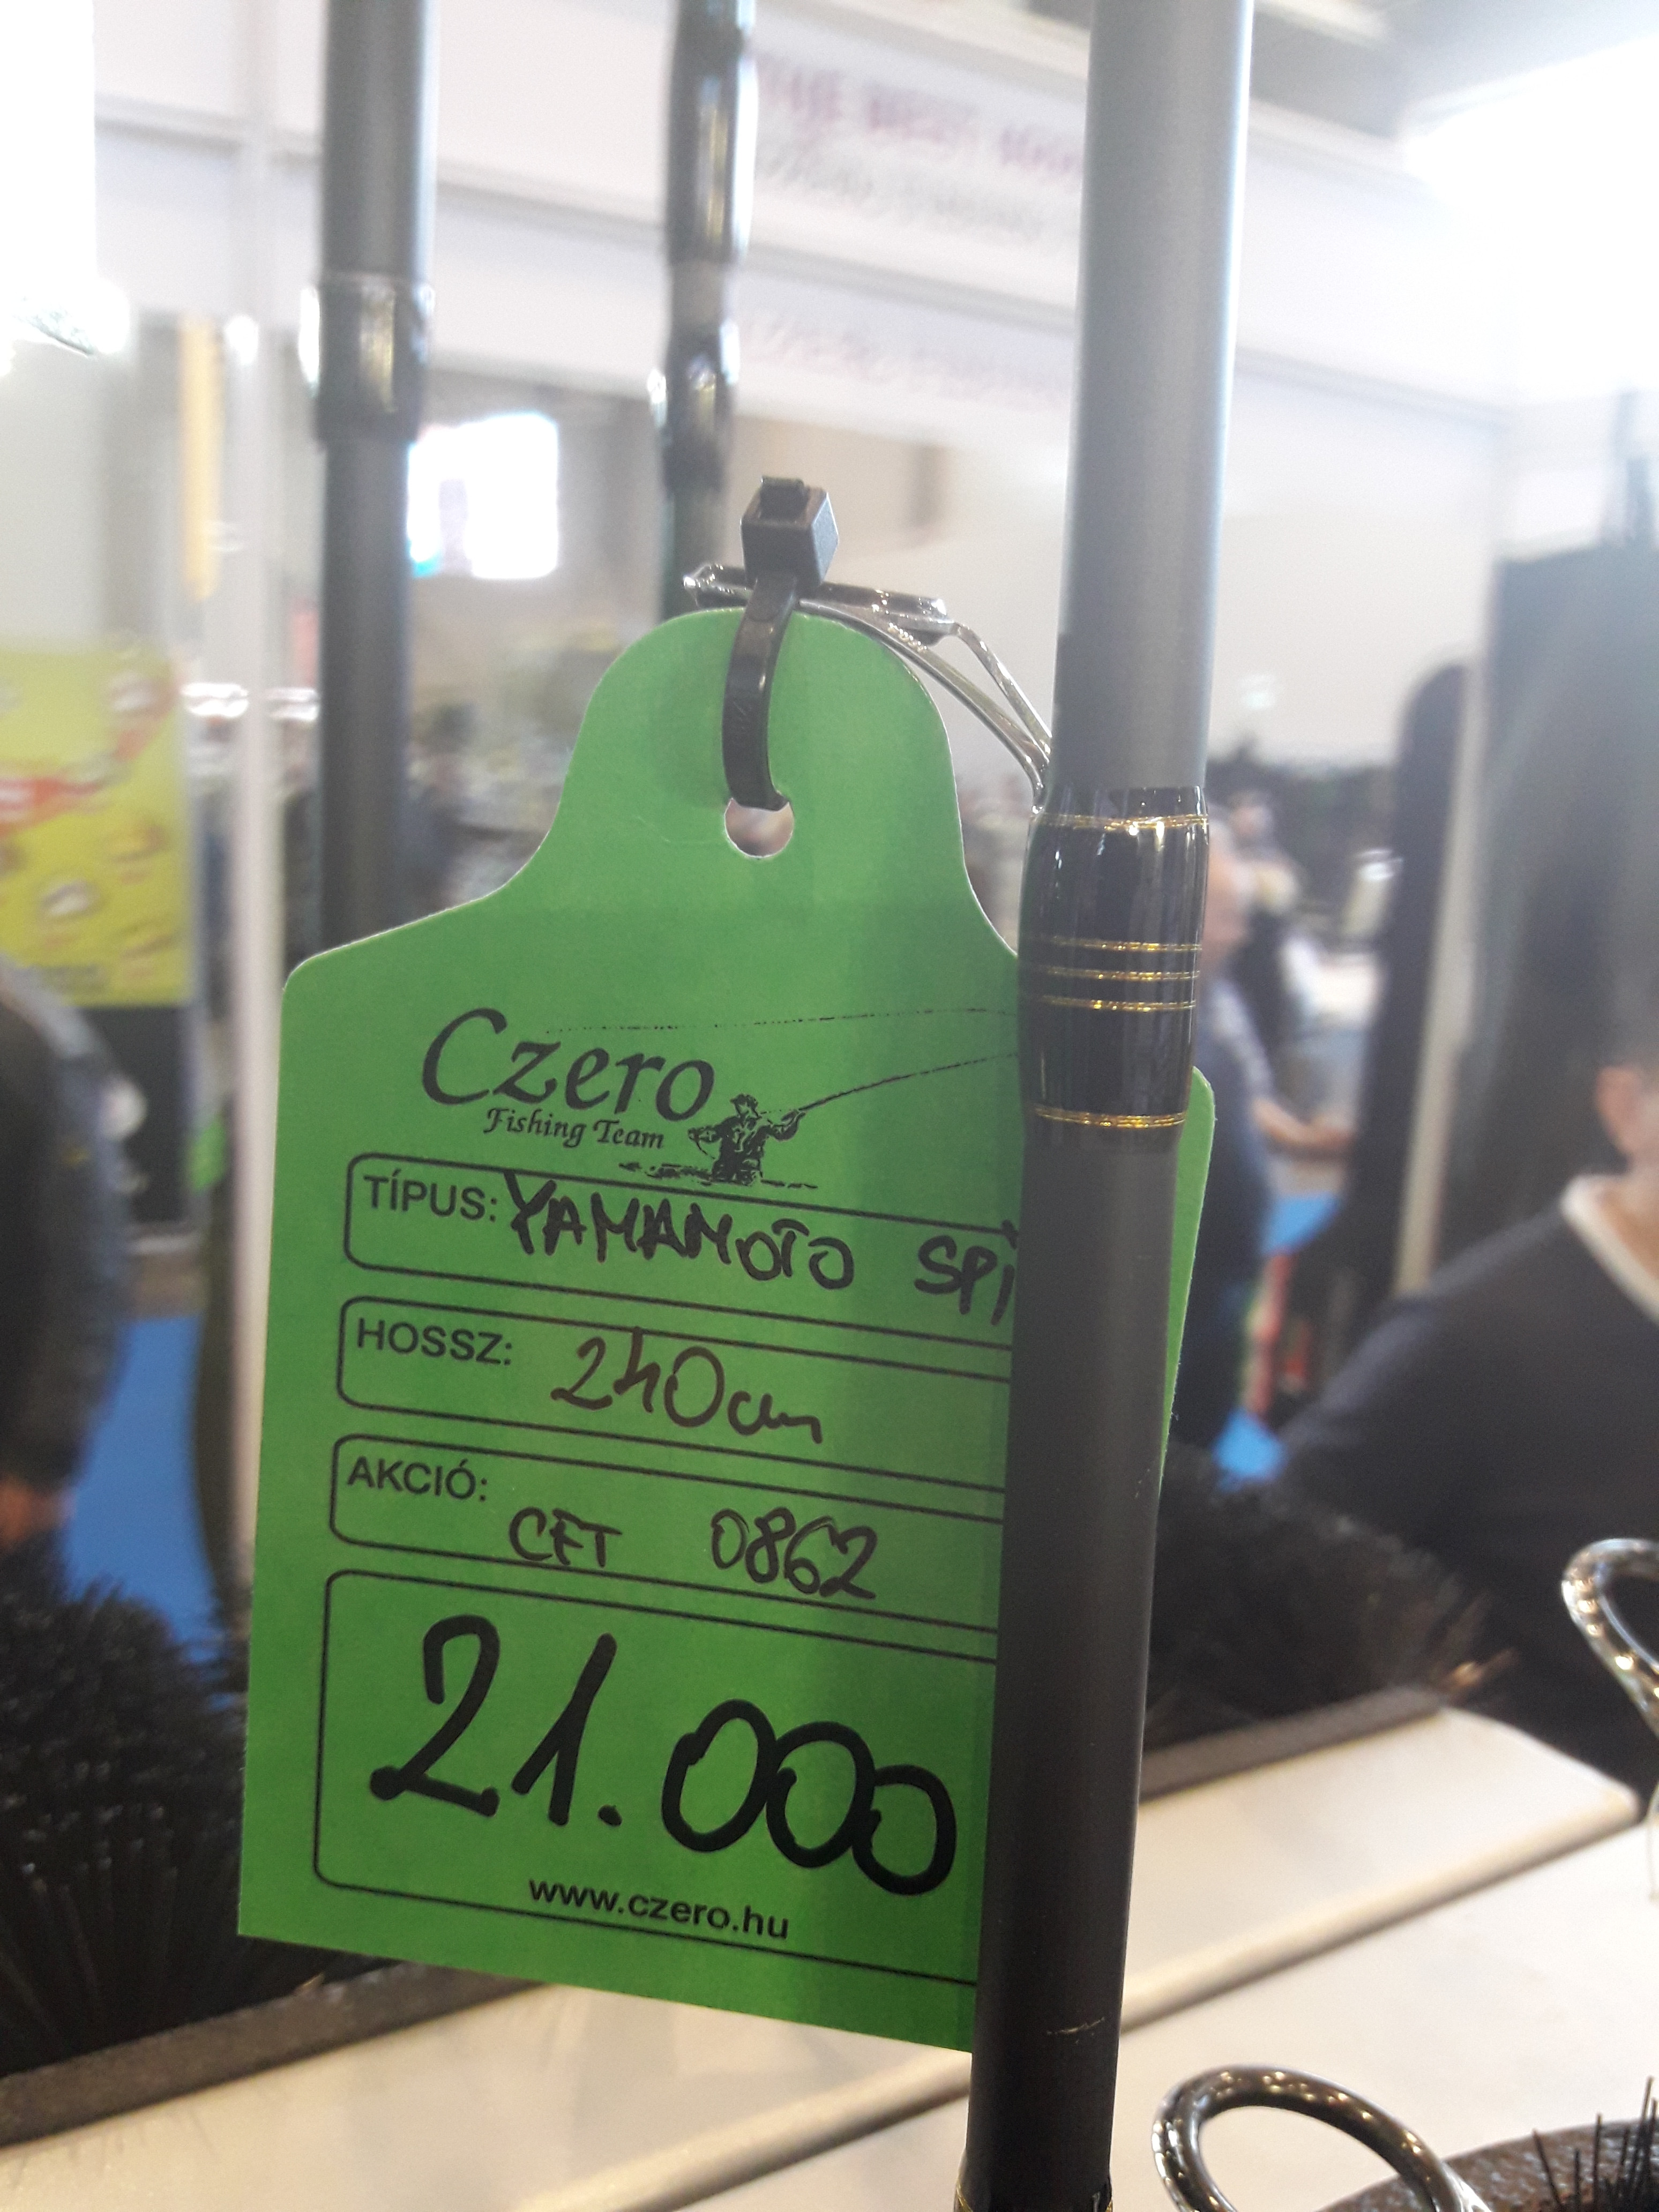 Czero
Fishing Team
TÍPUS: YAMAMOTO SPI
HOSSZ: 240cm
AKCIÓ: CFT 0862
21.000
www.czero.hu